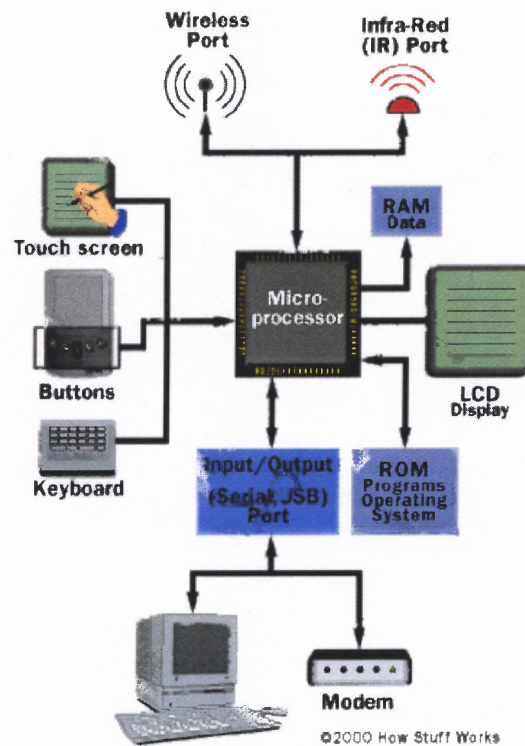 Wireless
Port
Infra-Red
(IR) Port
Touch screen
RAM
Data
Micro-
processor
Buttons
LCD
Display
Keyboard
Input/Output
(Serial, JSB)
Port
ROM
Programs
Operating
System
Modem
©2000 How Stuff Works